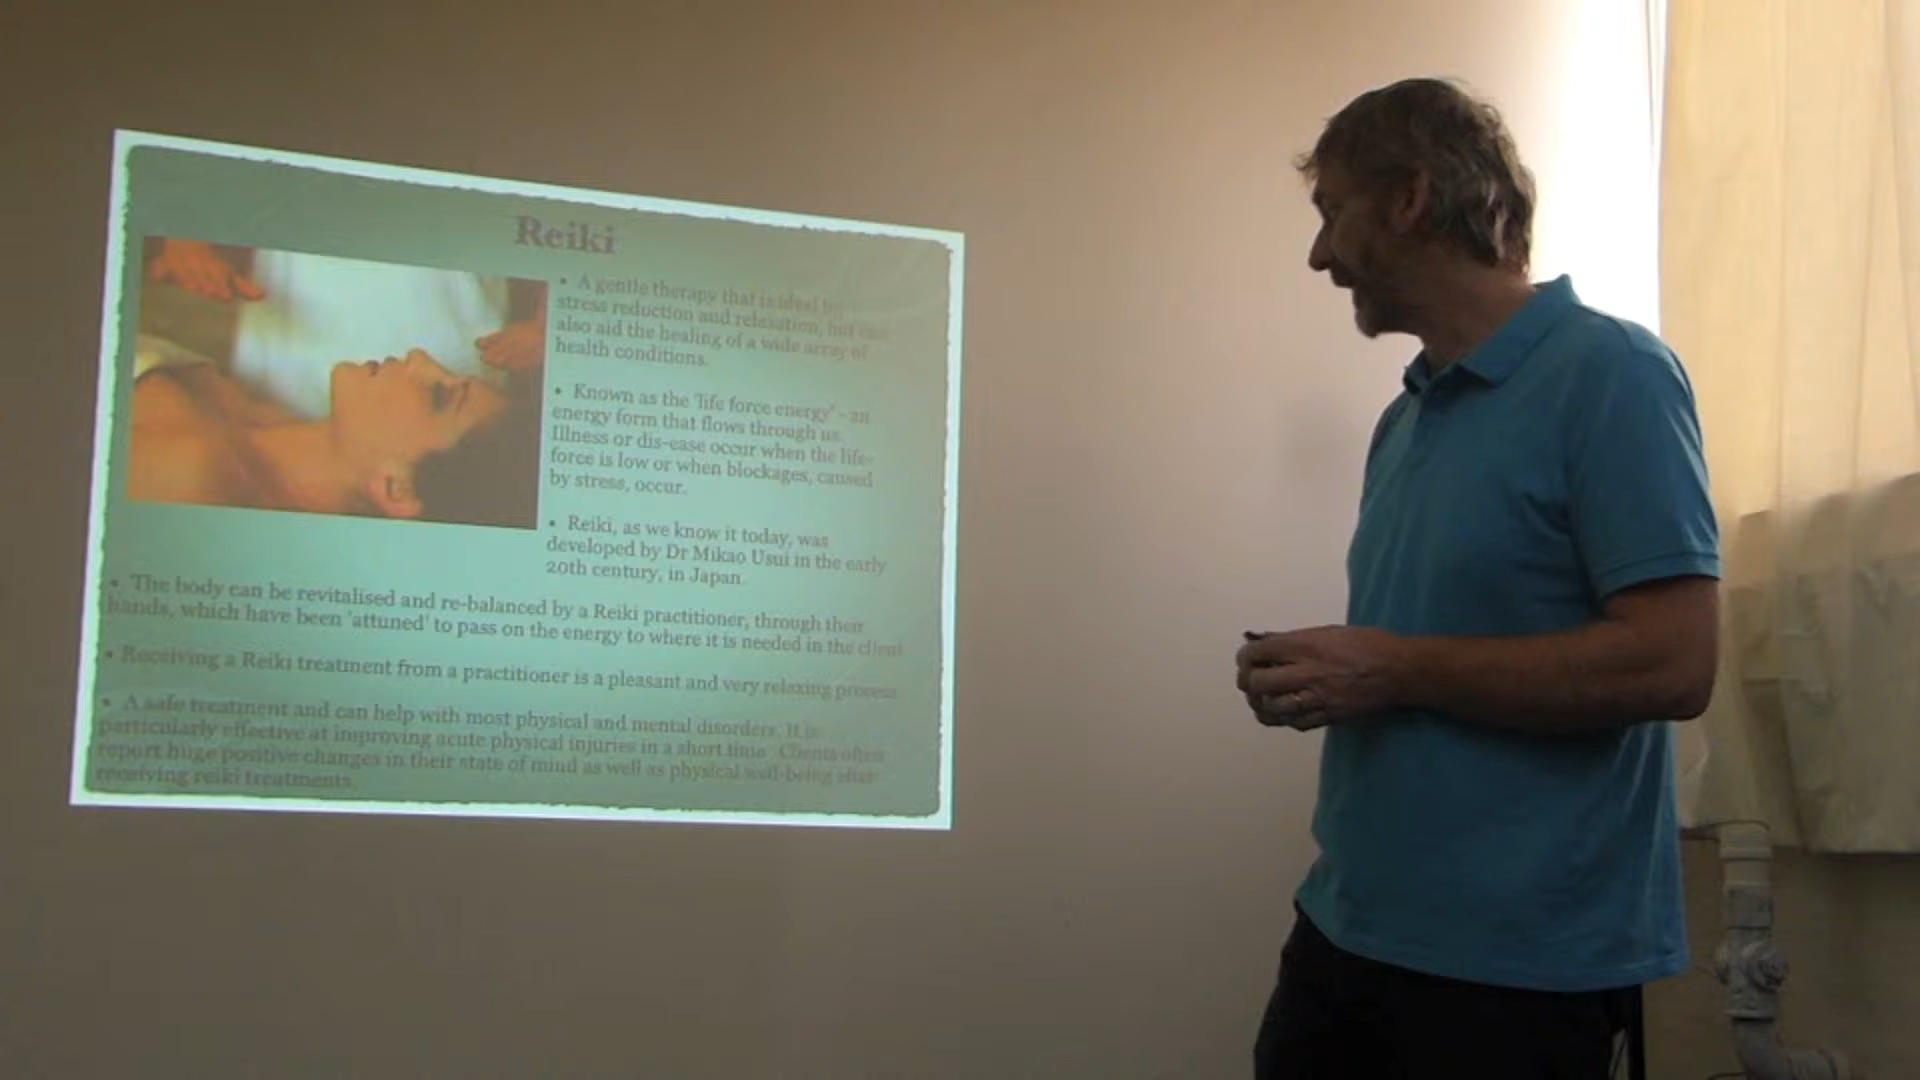 Reiki
• A gentle therapy that is ideal for
stress reduction and relaxation, but can
also aid the healing of a wide array of
health conditions.
• Known as the 'life force energy' - an
energy form that flows through us.
Illness or dis-ease occur when the life-
force is low or when blockages, caused
by stress, occur.
• Reiki, as we know it today, was
developed by Dr Mikao Usui in the early
20th century, in Japan.
• The body can be revitalised and re-balanced by a Reiki practitioner, through their
hands, which have been 'attuned' to pass on the energy to where it is needed in the client.
• Receiving a Reiki treatment from a practitioner is a pleasant and very relaxing process.
• A safe treatment and can help with most physical and mental disorders. It is
particularly effective at improving acute physical injuries in a short time. Clients often
report huge positive changes in their state of mind as well as physical well-being after
receiving reiki treatments.